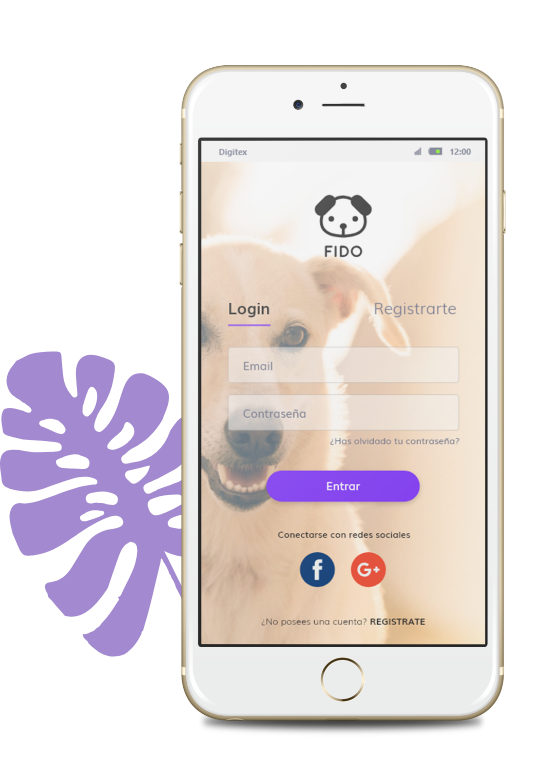 Digitex 12:00
FIDO
Login Registrarte
Email
Contraseña
¿Has olvidado tu contraseña?
Entrar
Conectarse con redes sociales
f G+
¿No posees una cuenta? REGISTRATE